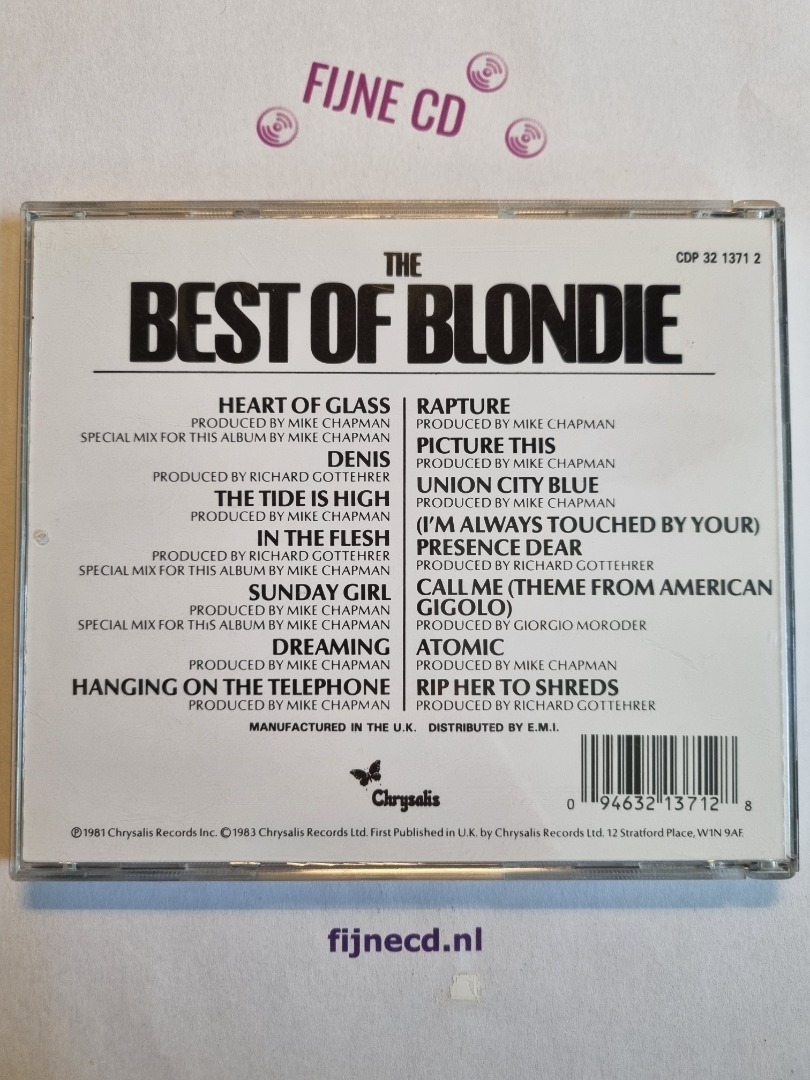 FIJNE CD
THE
BEST OF BLONDIE
CDP 32 1371 2
HEART OF GLASS
PRODUCED BY MIKE CHAPMAN
SPECIAL MIX FOR THIS ALBUM BY MIKE CHAPMAN
DENIS
PRODUCED BY RICHARD GOTTEHRER
THE TIDE IS HIGH
PRODUCED BY MIKE CHAPMAN
IN THE FLESH
PRODUCED BY RICHARD GOTTEHRER
SPECIAL MIX FOR THIS ALBUM BY MIKE CHAPMAN
SUNDAY GIRL
PRODUCED BY MIKE CHAPMAN
SPECIAL MIX FOR THIS ALBUM BY MIKE CHAPMAN
DREAMING
PRODUCED BY MIKE CHAPMAN
HANGING ON THE TELEPHONE
PRODUCED BY MIKE CHAPMAN
RAPTURE
PRODUCED BY MIKE CHAPMAN
PICTURE THIS
PRODUCED BY MIKE CHAPMAN
UNION CITY BLUE
PRODUCED BY MIKE CHAPMAN
(I'M ALWAYS TOUCHED BY YOUR)
PRESENCE DEAR
PRODUCED BY RICHARD GOTTEHRER
CALL ME (THEME FROM AMERICAN
GIGOLO)
PRODUCED BY GIORGIO MORODER
ATOMIC
PRODUCED BY MIKE CHAPMAN
RIP HER TO SHREDS
PRODUCED BY RICHARD GOTTEHRER
MANUFACTURED IN THE U.K. DISTRIBUTED BY E.M.I.
Chrysalis
0 94632 13712 8
℗1981 Chrysalis Records Inc. ©1983 Chrysalis Records Ltd. First Published in U.K. by Chrysalis Records Ltd. 12 Stratford Place, W1N 9AF.
fijnecd.nl